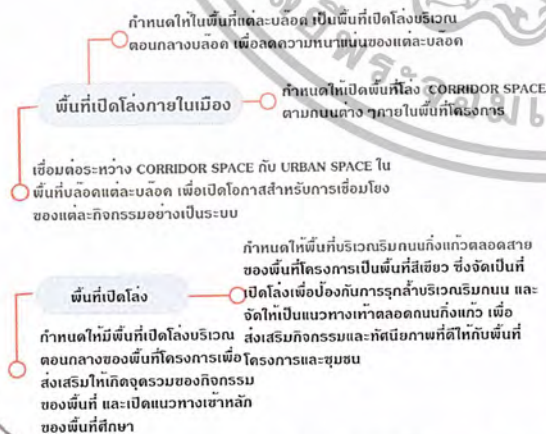 กำหนดให้ในพื้นที่แต่ละบล็อค เป็นพื้นที่เปิดโล่งบริเวณ
ตอนกลางบล็อค เพื่อลดความหนาแน่นของแต่ละบล็อค
พื้นที่เปิดโล่งภายในเมือง
กำหนดให้เปิดพื้นที่โล่ง CORRIDOR SPACE
ตามถนนต่าง ๆภายในพื้นที่โครงการ
เชื่อมต่อระหว่าง CORRIDOR SPACE กับ URBAN SPACE ใน
พื้นที่บล็อคแต่ละบล็อค เพื่อเปิดโอกาสสำหรับการเชื่อมโยง
ของแต่ละกิจกรรมอย่างเป็นระบบ
พื้นที่เปิดโล่ง
กำหนดให้พื้นที่บริเวณริมถนนกิ่งแก้วตลอดสาย
ของพื้นที่โครงการเป็นพื้นที่สีเขียว ซึ่งจัดเป็นที่
เปิดโล่งเพื่อป้องกันการรุกล้ำบริเวณริมถนน และ
จัดให้เป็นแนวทางเท้าตลอดถนนกิ่งแก้ว เพื่อ
ส่งเสริมกิจกรรมและทัศนียภาพที่ดีให้กับพื้นที่
โครงการและชุมชน
กำหนดให้มีพื้นที่เปิดโล่งบริเวณ
ตอนกลางของพื้นที่โครงการเพื่อ
ส่งเสริมให้เกิดจุดรวมของกิจกรรม
ของพื้นที่ และเปิดแนวทางเข้าหลัก
ของพื้นที่ศึกษา